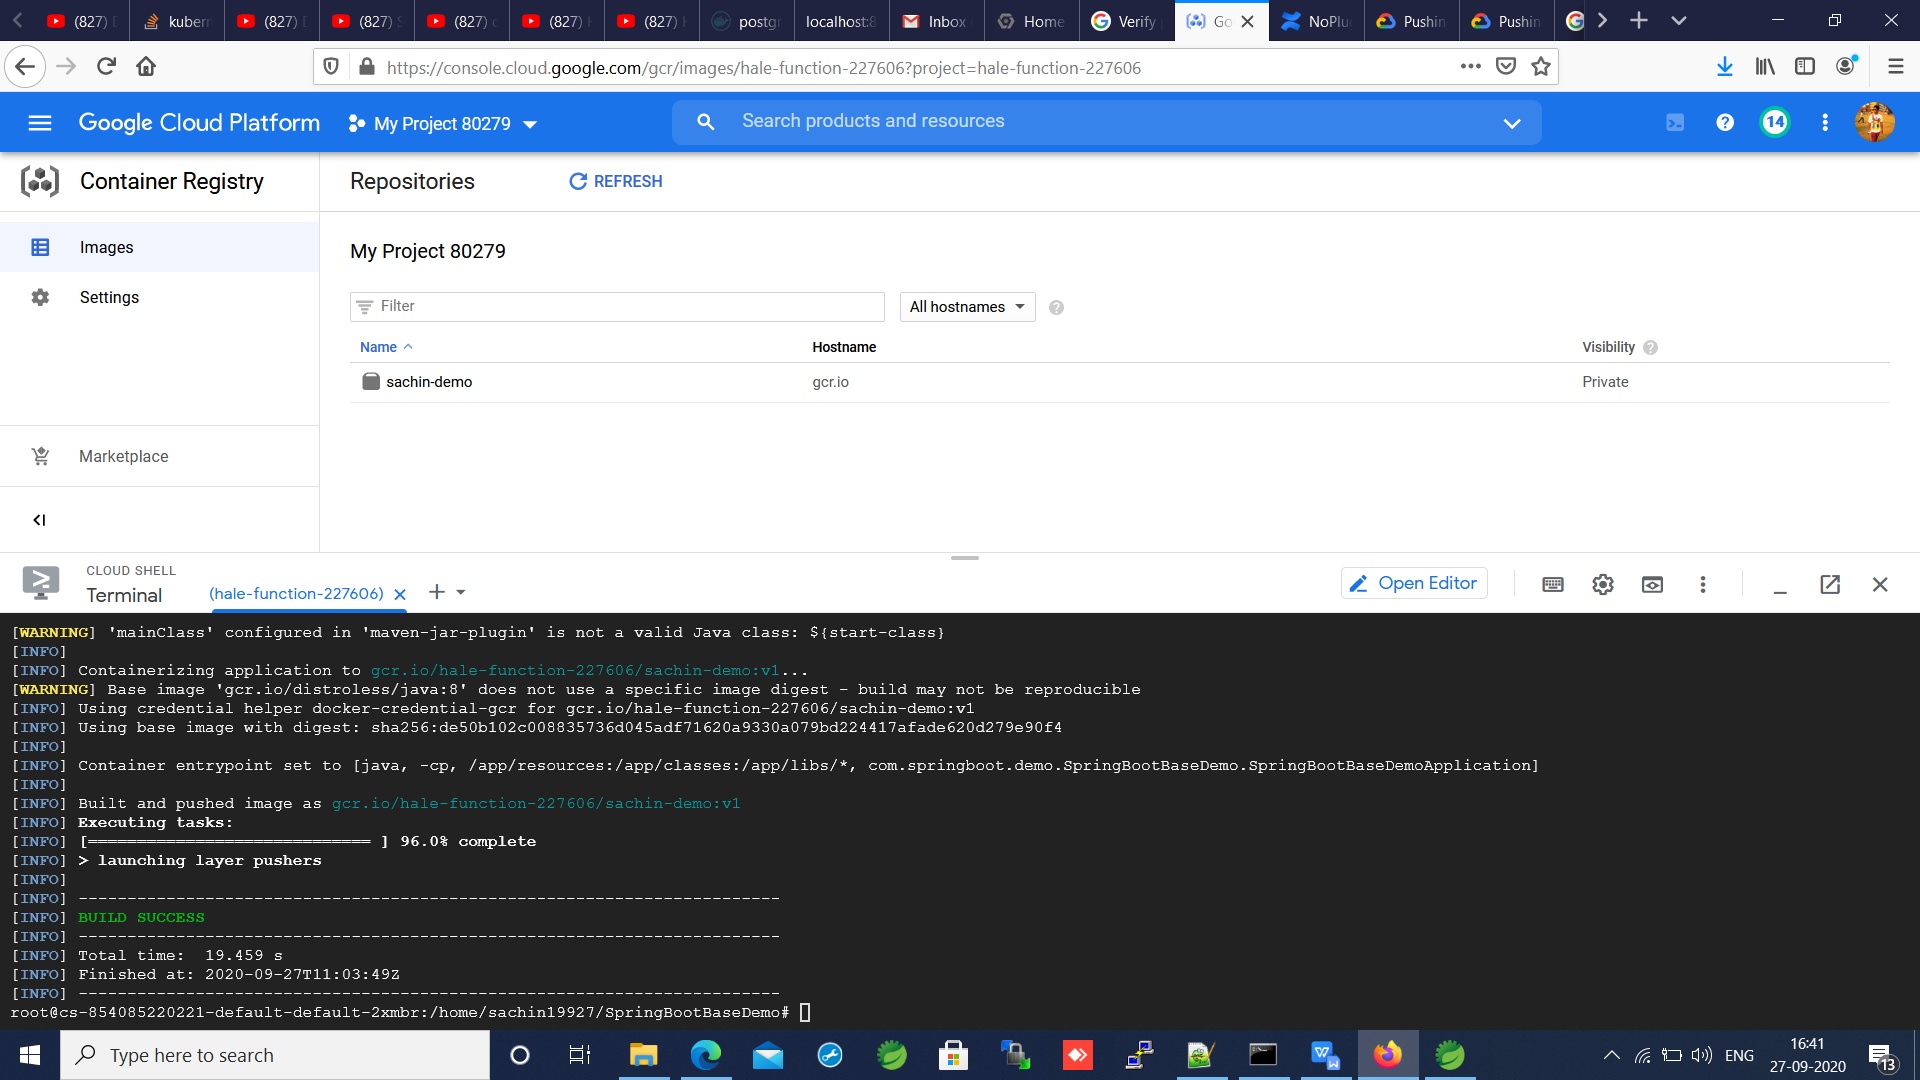 (827)
kubern
(827)
(827)
(827)
(827)
(827)
postgr
localhost:8
Inbox
Home
Verify
Go
NoPlu
Pushin
Pushin
https://console.cloud.google.com/gcr/images/hale-function-227606?project=hale-function-227606
Google Cloud Platform
My Project 80279
Search products and resources
14
Container Registry
Repositories
REFRESH
Images
Settings
Marketplace
My Project 80279
Filter
All hostnames
Name
Hostname
Visibility
sachin-demo
gcr.io
Private
CLOUD SHELL
Terminal
(hale-function-227606)
Open Editor
[WARNING] 'mainClass' configured in 'maven-jar-plugin' is not a valid Java class: ${start-class}
[INFO]
[INFO] Containerizing application to gcr.io/hale-function-227606/sachin-demo:v1...
[WARNING] Base image 'gcr.io/distroless/java:8' does not use a specific image digest - build may not be reproducible
[INFO] Using credential helper docker-credential-gcr for gcr.io/hale-function-227606/sachin-demo:v1
[INFO] Using base image with digest: sha256:de50b102c008835736d045adf71620a9330a079bd224417afade620d279e90f4
[INFO]
[INFO] Container entrypoint set to [java, -cp, /app/resources:/app/classes:/app/libs/*, com.springboot.demo.SpringBootBaseDemo.SpringBootBaseDemoApplication]
[INFO]
[INFO] Built and pushed image as gcr.io/hale-function-227606/sachin-demo:v1
[INFO] Executing tasks:
[INFO] [============================= ] 96.0% complete
[INFO] > launching layer pushers
[INFO]
[INFO] ------------------------------------------------------------------------
[INFO] BUILD SUCCESS
[INFO] ------------------------------------------------------------------------
[INFO] Total time:  19.459 s
[INFO] Finished at: 2020-09-27T11:03:49Z
[INFO] ------------------------------------------------------------------------
root@cs-854085220221-default-default-2xmbr:/home/sachin19927/SpringBootBaseDemo#
Type here to search
ENG
16:41
27-09-2020
13